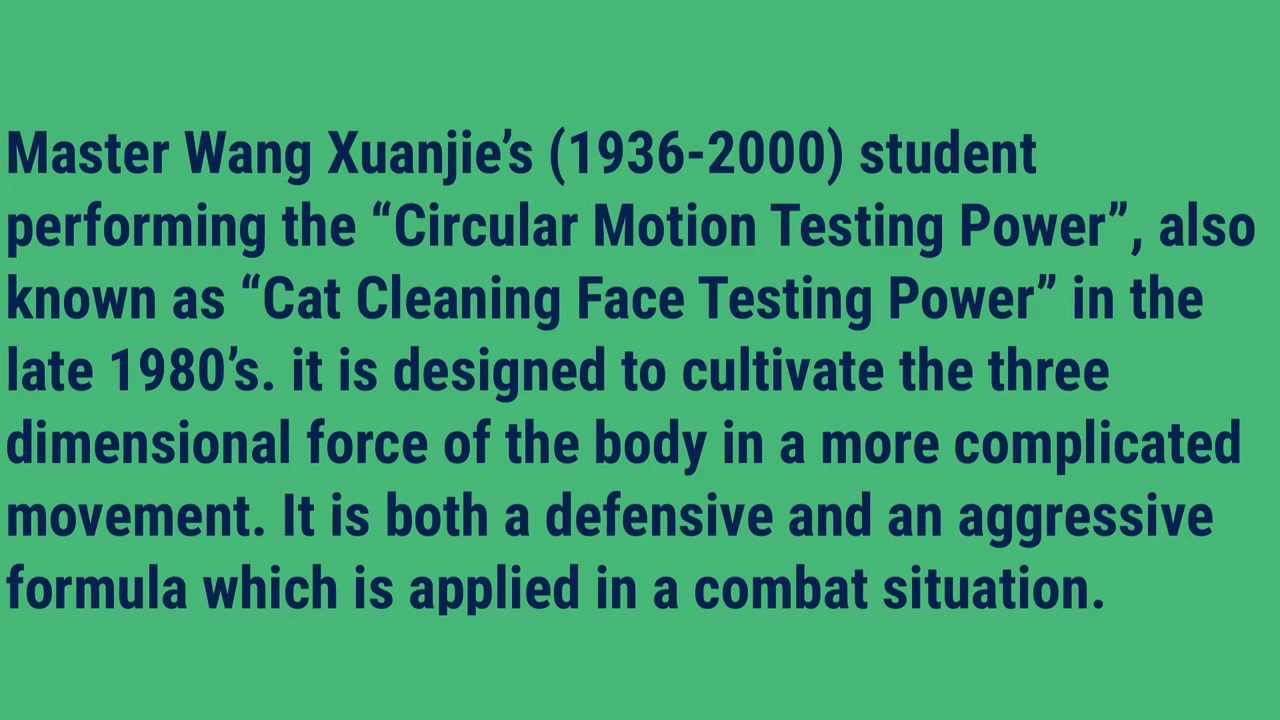 Master Wang Xuanjie’s (1936-2000) student
performing the “Circular Motion Testing Power”, also
known as “Cat Cleaning Face Testing Power” in the
late 1980’s. it is designed to cultivate the three
dimensional force of the body in a more complicated
movement. It is both a defensive and an aggressive
formula which is applied in a combat situation.